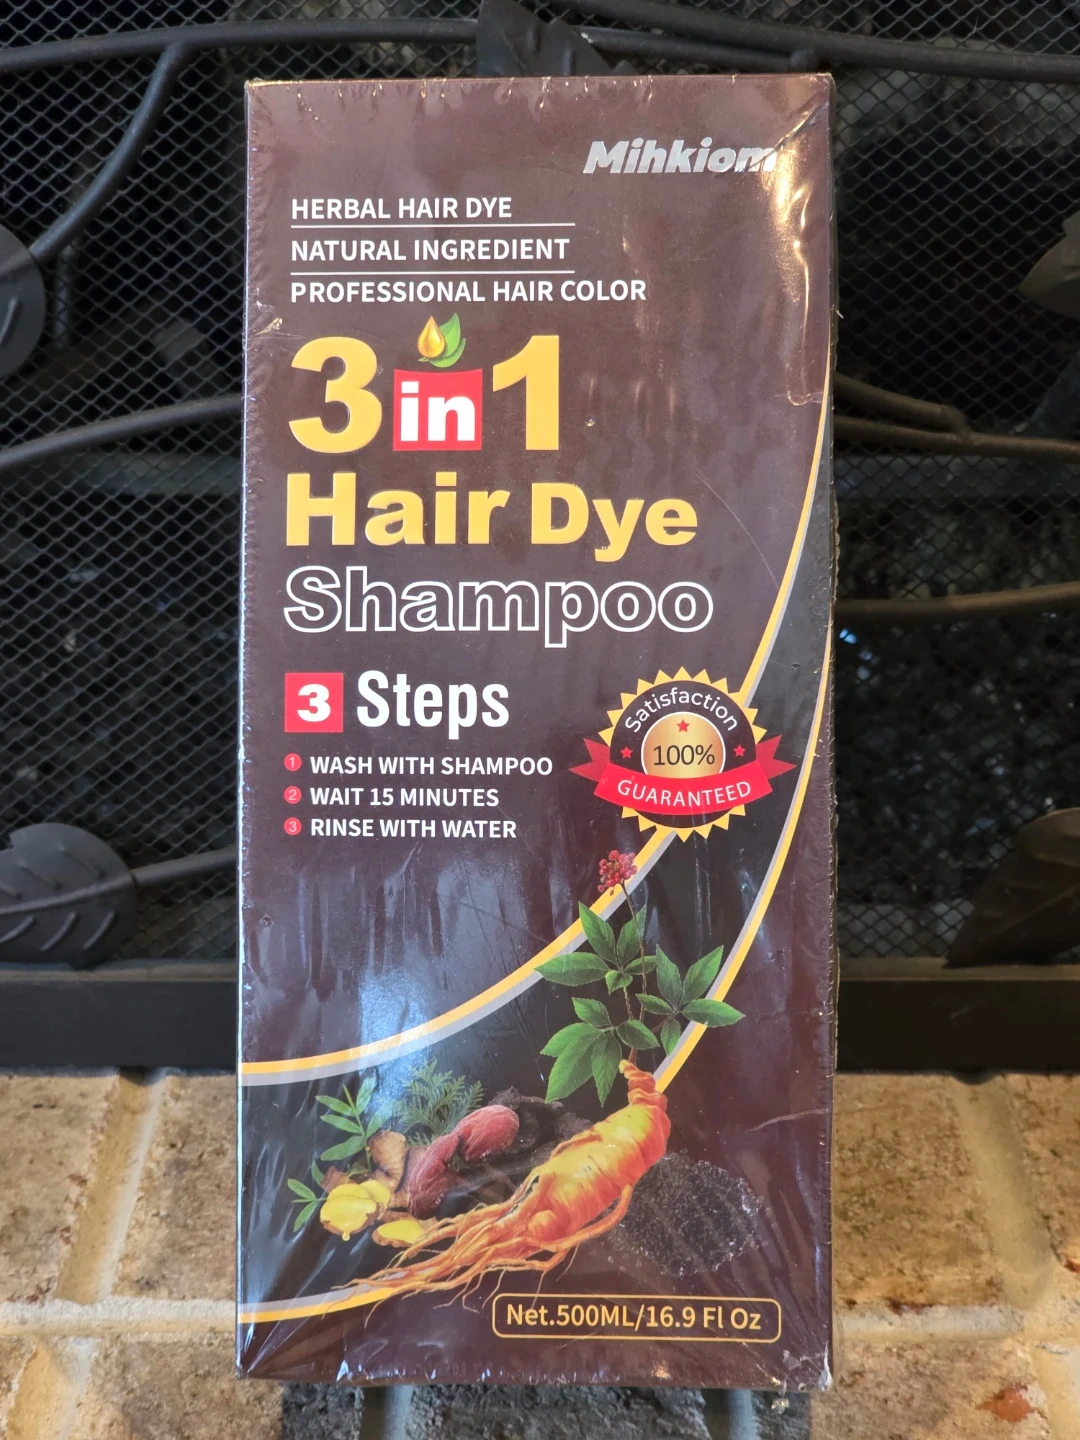 Mihkiom
HERBAL HAIR DYE
NATURAL INGREDIENT
PROFESSIONAL HAIR COLOR
3 in 1
Hair Dye
Shampoo
3 Steps
1 WASH WITH SHAMPOO
2 WAIT 15 MINUTES
3 RINSE WITH WATER
Satisfaction
100%
GUARANTEED
Net.500ML/16.9 Fl Oz